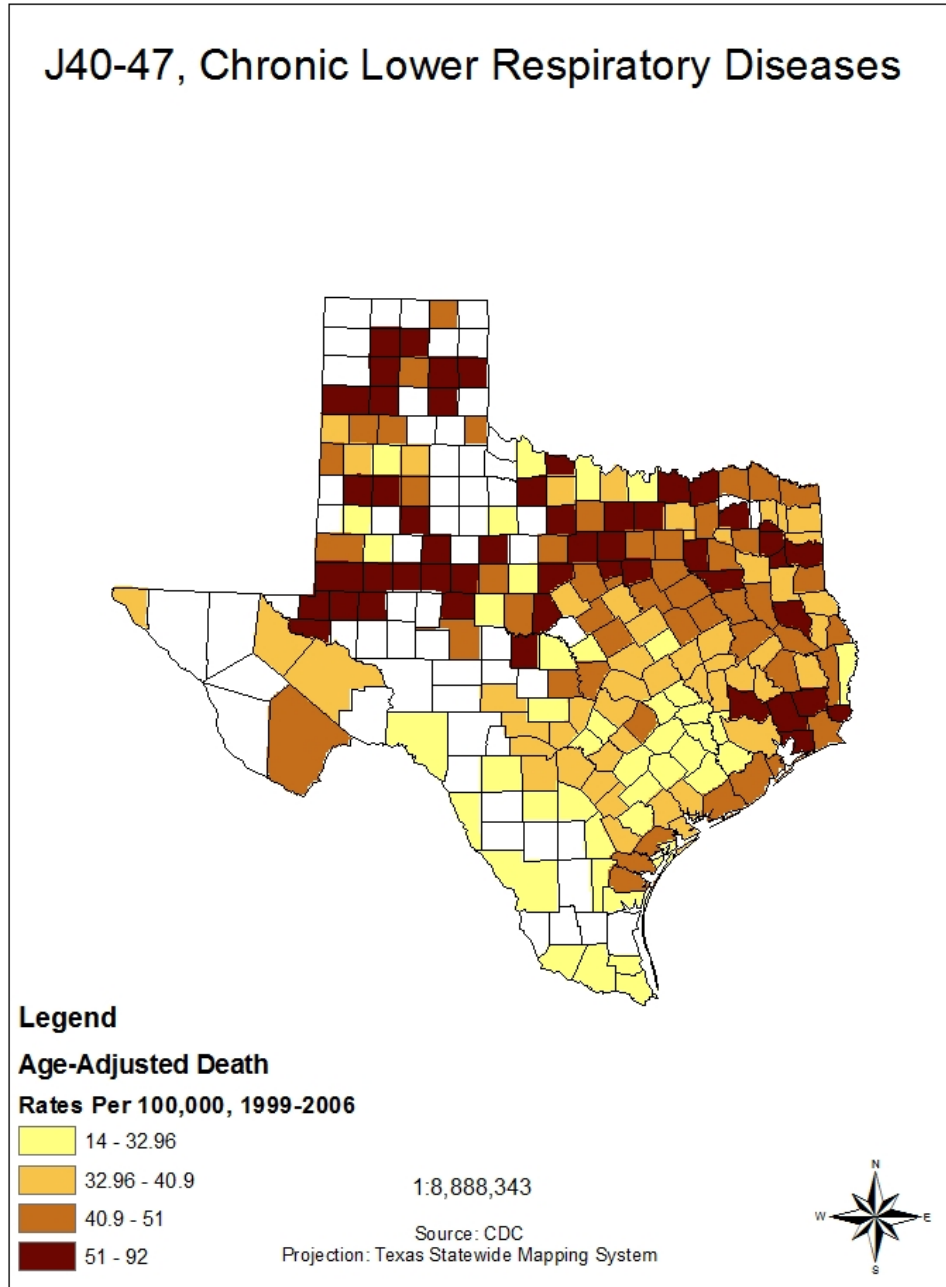 J40-47, Chronic Lower Respiratory Diseases
Legend
Age-Adjusted Death
Rates Per 100,000, 1999-2006
14 - 32.96
32.96 - 40.9
40.9 - 51
51 - 92
1:8,888,343
Source: CDC
Projection: Texas Statewide Mapping System
N
W
E
S